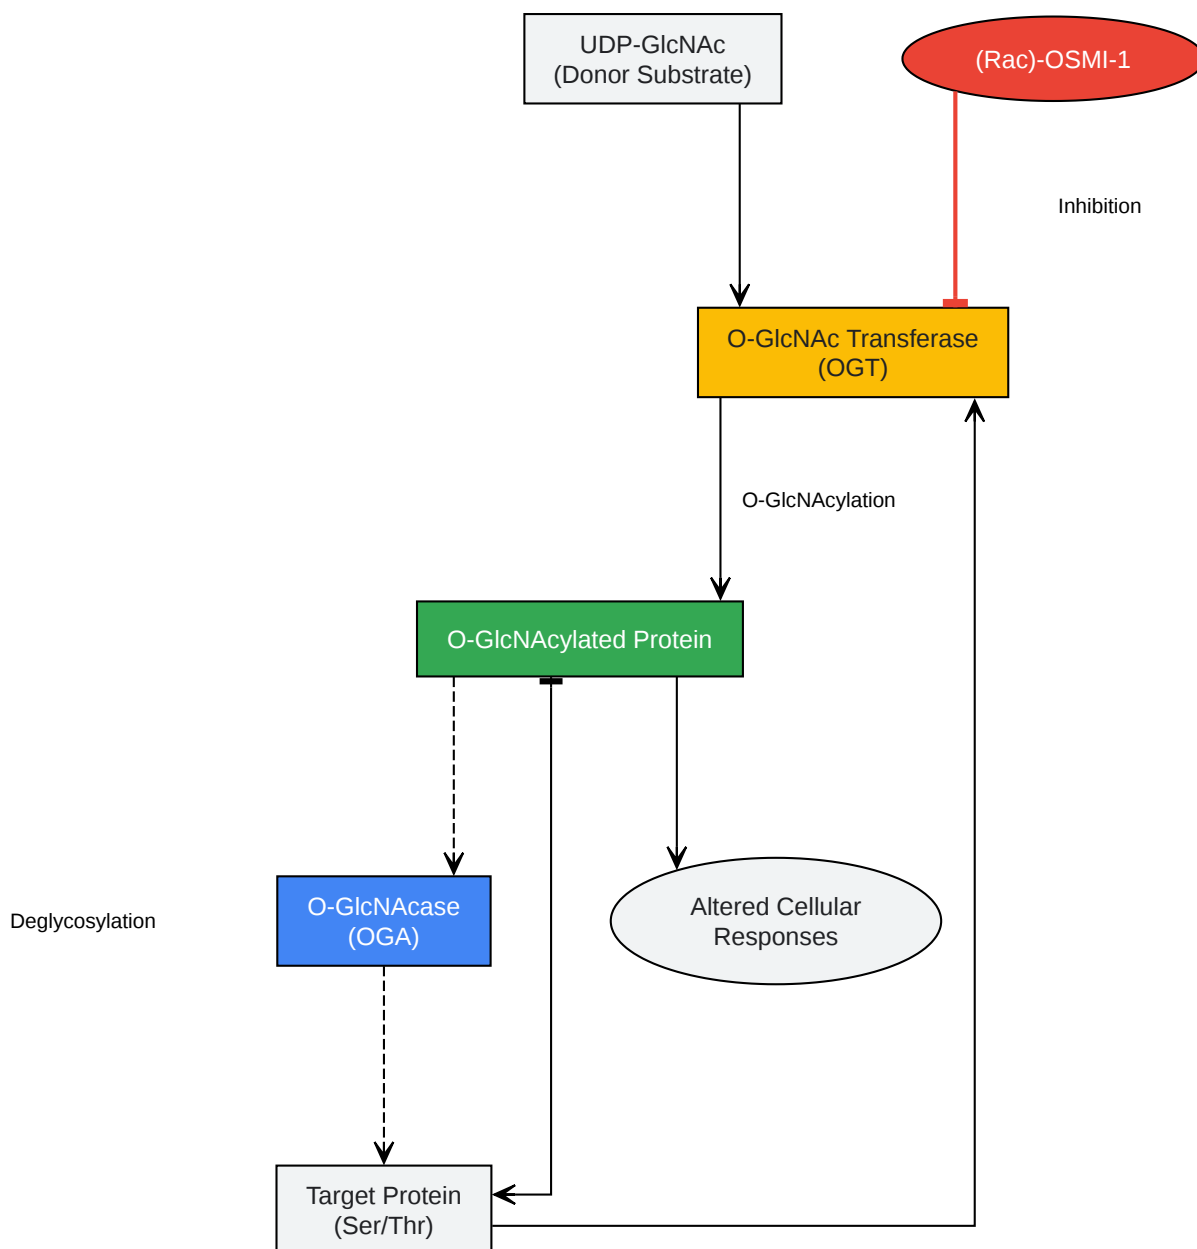 UDP-GlcNAc
(Donor Substrate)
(Rac)-OSMI-1
Inhibition
O-GlcNAc Transferase
(OGT)
O-GlcNAcylation
O-GlcNAcylated Protein
Deglycosylation
O-GlcNAcase
(OGA)
Altered Cellular
Responses
Target Protein
(Ser/Thr)